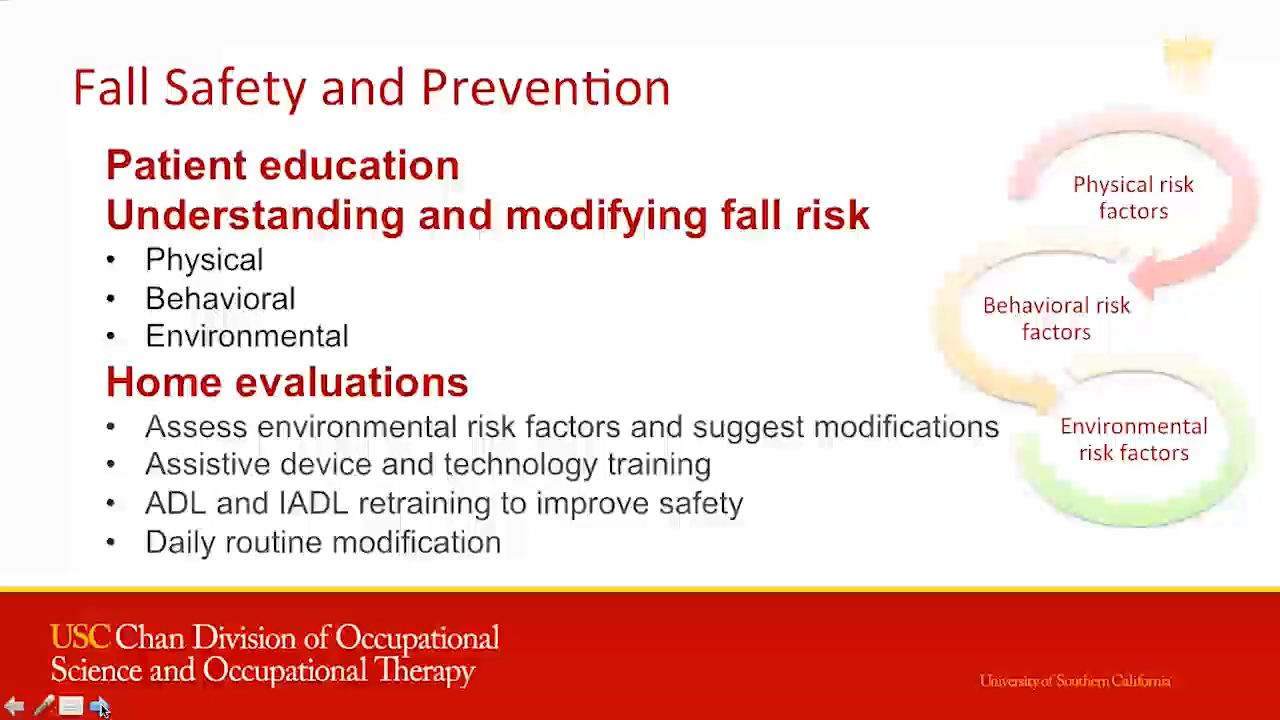 Fall Safety and Prevention
Patient education
Understanding and modifying fall risk
• Physical
• Behavioral
• Environmental
Home evaluations
• Assess environmental risk factors and suggest modifications
• Assistive device and technology training
• ADL and IADL retraining to improve safety
• Daily routine modification
Physical risk
factors
Behavioral risk
factors
Environmental
risk factors
USC Chan Division of Occupational
Science and Occupational Therapy
University of Southern California